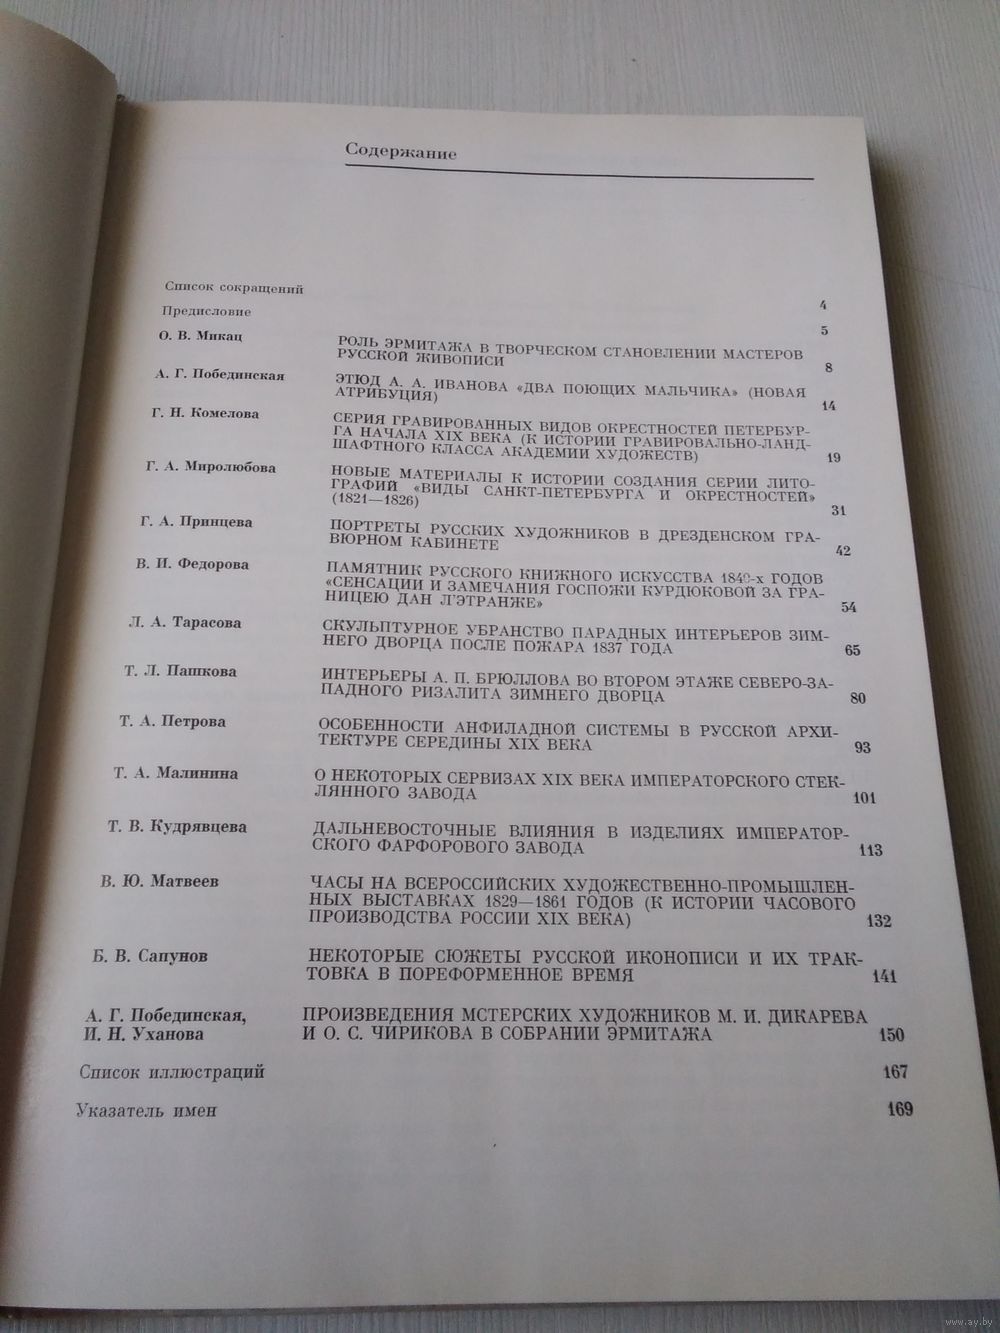 Содержание
Список сокращений 4
Предисловие 5
О. В. Микац РОЛЬ ЭРМИТАЖА В ТВОРЧЕСКОМ СТАНОВЛЕНИИ МАСТЕРОВ
РУССКОЙ ЖИВОПИСИ 8
А. Г. Побединская ЭТЮД А. А. ИВАНОВА «ДВА ПОЮЩИХ МАЛЬЧИКА» (НОВАЯ
АТРИБУЦИЯ) 14
Г. Н. Комелова СЕРИЯ ГРАВИРОВАННЫХ ВИДОВ ОКРЕСТНОСТЕЙ ПЕТЕРБУР-
ГА НАЧАЛА XIX ВЕКА (К ИСТОРИИ ГРАВИРОВАЛЬНО-ЛАНД-
ШАФТНОГО КЛАССА АКАДЕМИИ ХУДОЖЕСТВ) 19
Г. А. Миролюбова НОВЫЕ МАТЕРИАЛЫ К ИСТОРИИ СОЗДАНИЯ СЕРИИ ЛИТО-
ГРАФИЙ «ВИДЫ САНКТ-ПЕТЕРБУРГА И ОКРЕСТНОСТЕЙ»
(1821—1826) 31
Г. А. Принцева ПОРТРЕТЫ РУССКИХ ХУДОЖНИКОВ В ДРЕЗДЕНСКОМ ГРА-
ВЮРНОМ КАБИНЕТЕ 42
В. И. Федорова ПАМЯТНИК РУССКОГО КНИЖНОГО ИСКУССТВА 1840-х ГОДОВ
«СЕНСАЦИИ И ЗАМЕЧАНИЯ ГОСПОЖИ КУРДЮКОВОЙ ЗА ГРА-
НИЦЕЮ ДАН Л'ЭТРАНЖЕ» 54
Л. А. Тарасова СКУЛЬПТУРНОЕ УБРАНСТВО ПАРАДНЫХ ИНТЕРЬЕРОВ ЗИМ-
НЕГО ДВОРЦА ПОСЛЕ ПОЖАРА 1837 ГОДА 65
Т. Л. Пашкова ИНТЕРЬЕРЫ А. П. БРЮЛЛОВА ВО ВТОРОМ ЭТАЖЕ СЕВЕРО-ЗА-
ПАДНОГО РИЗАЛИТА ЗИМНЕГО ДВОРЦА 80
Т. А. Петрова ОСОБЕННОСТИ АНФИЛАДНОЙ СИСТЕМЫ В РУССКОЙ АРХИ-
ТЕКТУРЕ СЕРЕДИНЫ XIX ВЕКА 93
Т. А. Малинина О НЕКОТОРЫХ СЕРВИЗАХ XIX ВЕКА ИМПЕРАТОРСКОГО СТЕК-
ЛЯННОГО ЗАВОДА 101
Т. В. Кудрявцева ДАЛЬНЕВОСТОЧНЫЕ ВЛИЯНИЯ В ИЗДЕЛИЯХ ИМПЕРАТОР-
СКОГО ФАРФОРОВОГО ЗАВОДА 113
В. Ю. Матвеев ЧАСЫ НА ВСЕРОССИЙСКИХ ХУДОЖЕСТВЕННО-ПРОМЫШЛЕН-
НЫХ ВЫСТАВКАХ 1829—1861 ГОДОВ (К ИСТОРИИ ЧАСОВОГО
ПРОИЗВОДСТВА РОССИИ XIX ВЕКА) 132
Б. В. Сапунов НЕКОТОРЫЕ СЮЖЕТЫ РУССКОЙ ИКОНОПИСИ И ИХ ТРАК-
ТОВКА В ПОРЕФОРМЕННОЕ ВРЕМЯ 141
А. Г. Побединская, ПРОИЗВЕДЕНИЯ МСТЕРСКИХ ХУДОЖНИКОВ М. И. ДИКАРЕВА
И. Н. Уханова И О. С. ЧИРИКОВА В СОБРАНИИ ЭРМИТАЖА 150
Список иллюстраций 167
Указатель имен 169
www.ay.by